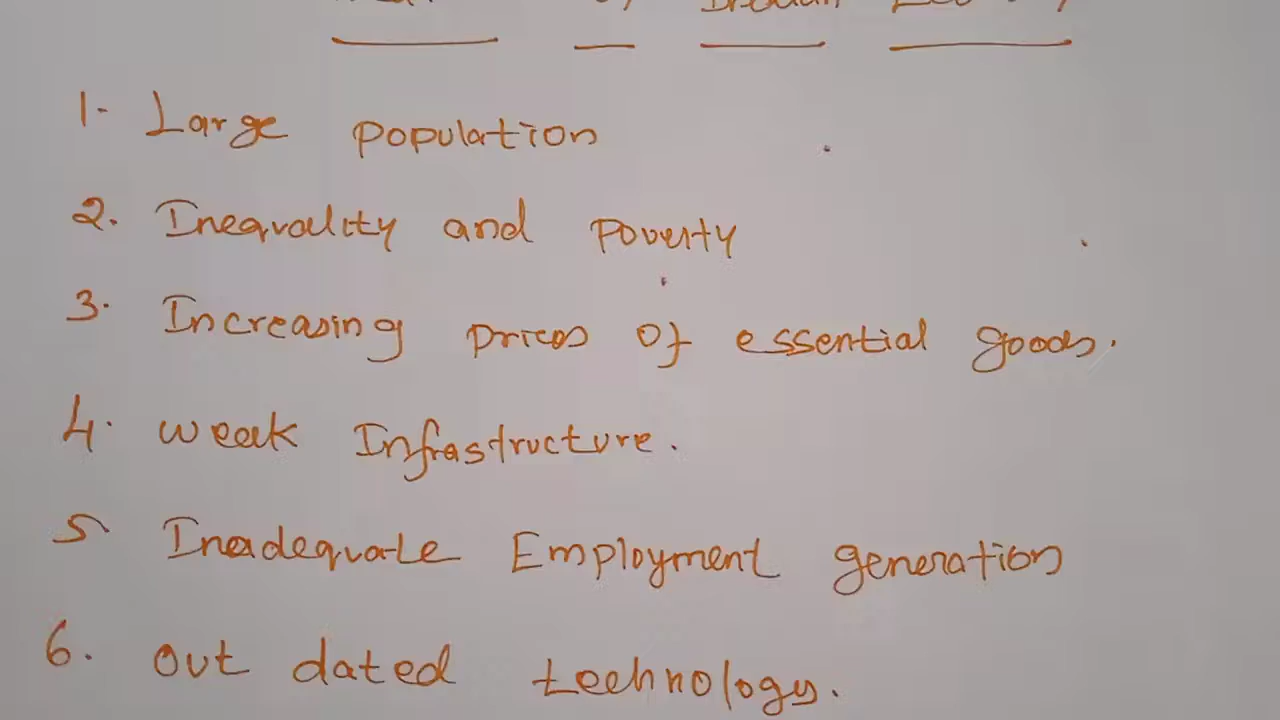 1. Large population
2. Inequality and Poverty
3. Increasing prices of essential goods.
4. weak Infrastructure.
5 Inadequate Employment generation
6. Out dated technology.